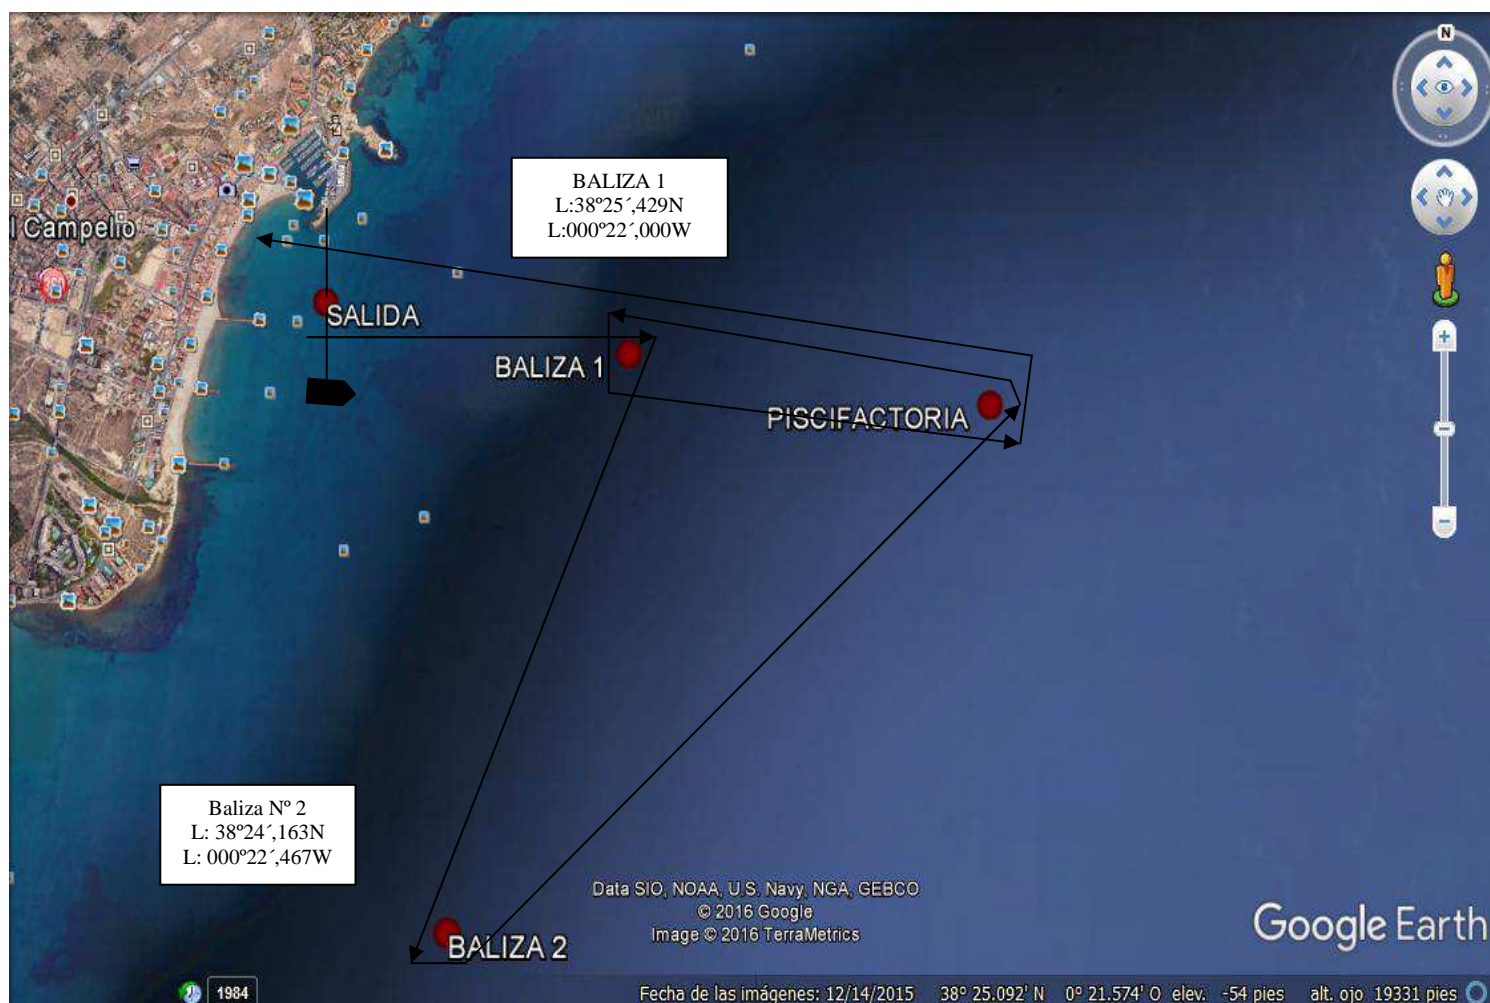 N
BALIZA 1
L:38º25´,429N
L:000º22´,000W
l Campello
SALIDA
BALIZA 1
PISCIFACTORIA
Baliza Nº 2
L: 38º24´,163N
L: 000º22´,467W
BALIZA 2
Data SIO, NOAA, U.S. Navy, NGA, GEBCO
© 2016 Google
Image © 2016 TerraMetrics
Google Earth
1984
Fecha de las imágenes: 12/14/2015 38º 25.092' N 0º 21.574' O elev. -54 pies alt. ojo 19331 pies